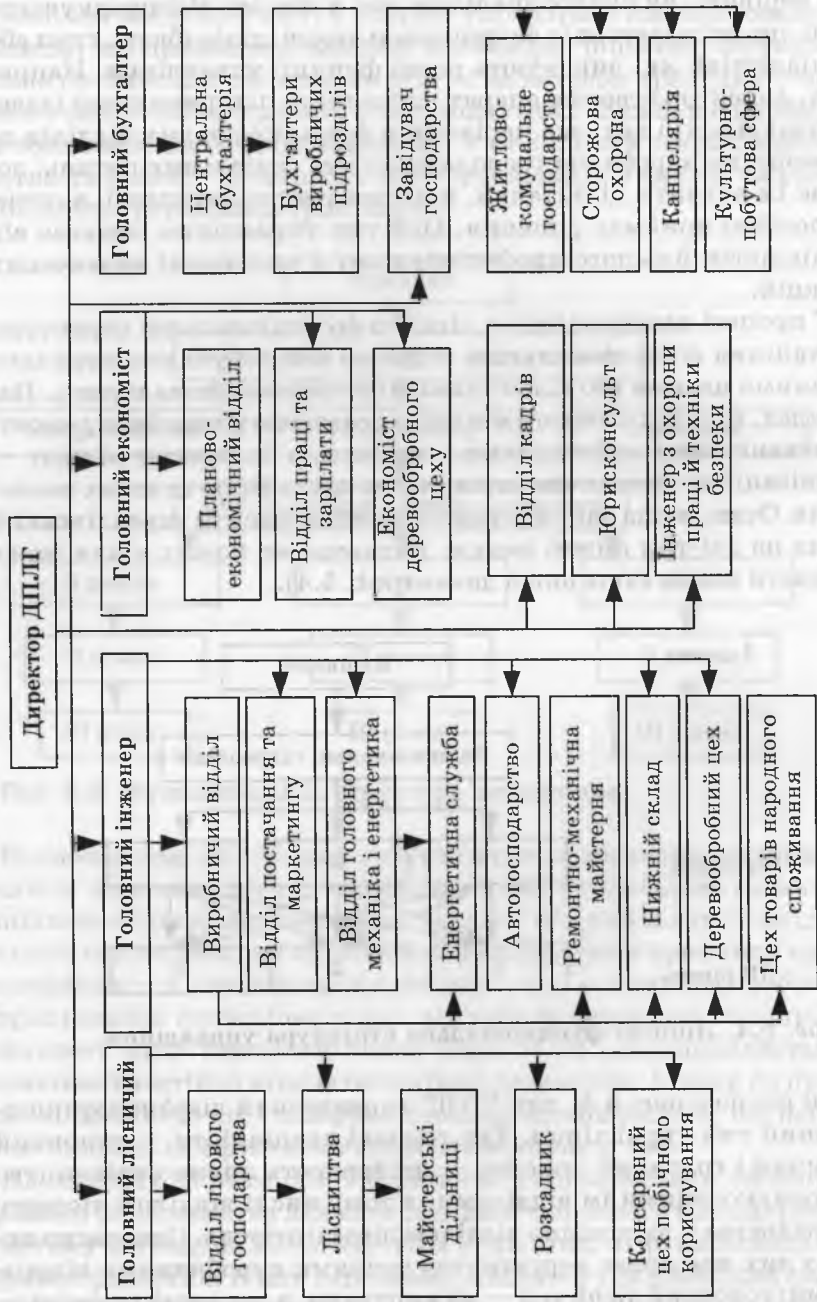 Директор ДПЛГ
Головний лісничий
Відділ лісового
господарства
Лісництва
Майстерські
дільниці
Розсадник
Консервний
цех побічного
користування
Головний інженер
Виробничий відділ
Відділ постачання та
маркетингу
Відділ головного
механіка і енергетика
Енергетична служба
Автогосподарство
Ремонтно-механічна
майстерня
Нижній склад
Деревообробний цех
Цех товарів народного
споживання
Головний економіст
Планово-
економічний відділ
Відділ праці та
зарплати
Економіст
деревообробного
цеху
Відділ кадрів
Юрисконсульт
Інженер з охорони
праці й техніки
безпеки
Головний бухгалтер
Центральна
бухгалтерія
Бухгалтери
виробничих
підрозділів
Завідувач
господарства
Житлово-
комунальне
господарство
Сторожова
охорона
Канцелярія
Культурно-
побутова сфера